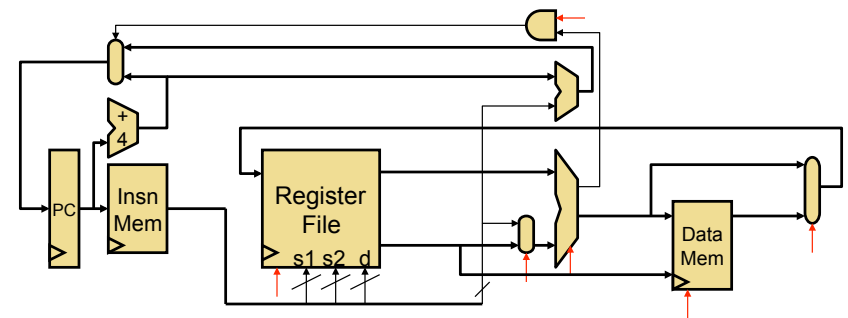 +
4
PC
Insn
Mem
Register
File
s1 s2 d
Data
Mem